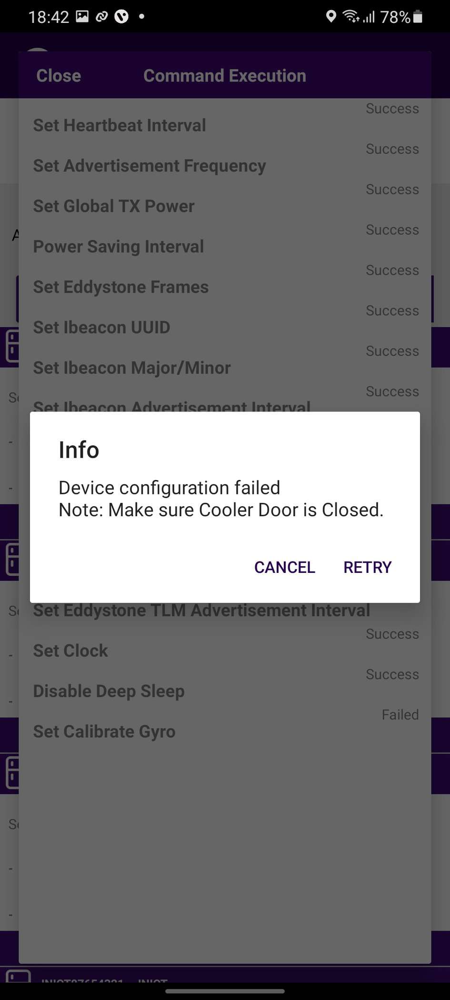 18:42 78%
Close Command Execution
Success
Set Heartbeat Interval
Success
Set Advertisement Frequency
Success
Set Global TX Power
Success
Power Saving Interval
Success
Set Eddystone Frames
Success
Set Ibeacon UUID
Success
Set Ibeacon Major/Minor
Success
Set Ibeacon Advertisement Interval
Info
Device configuration failed
Note: Make sure Cooler Door is Closed.
CANCEL RETRY
Set Eddystone TLM Advertisement Interval
Success
Set Clock
Success
Disable Deep Sleep
Failed
Set Calibrate Gyro